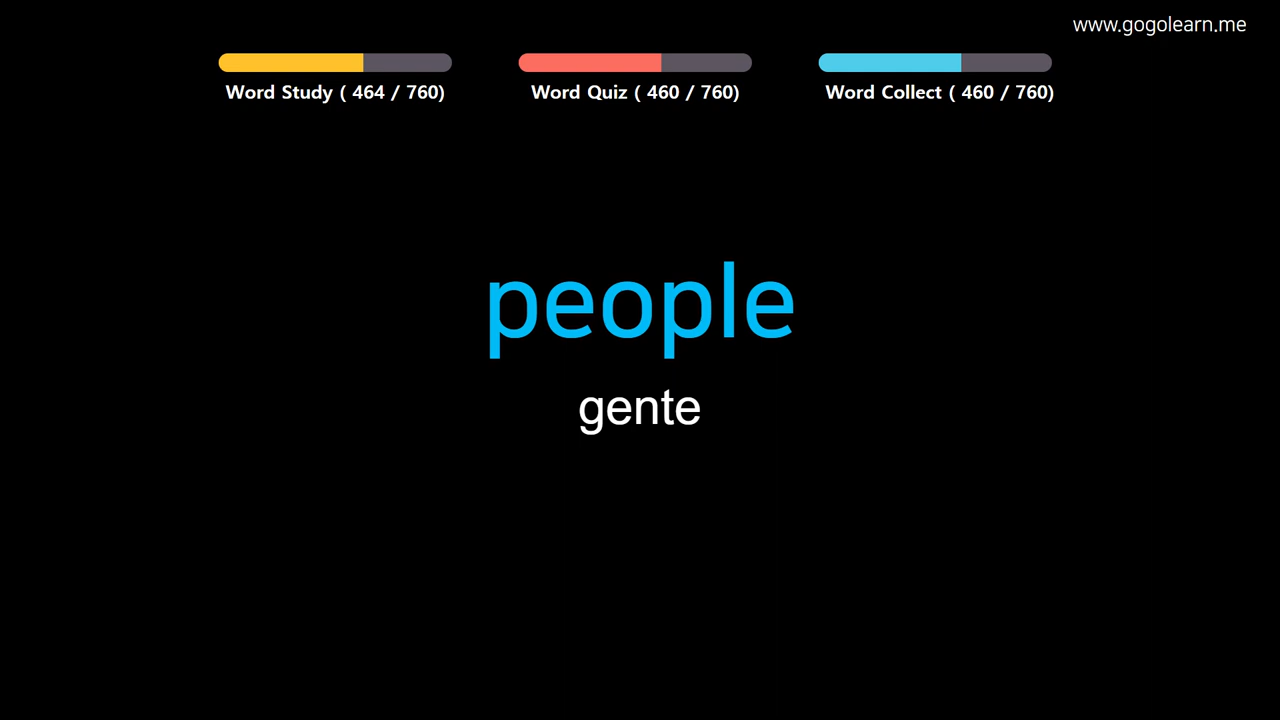 www.gogolearn.me
Word Study ( 464 / 760)
Word Quiz ( 460 / 760)
Word Collect ( 460 / 760)
people
gente